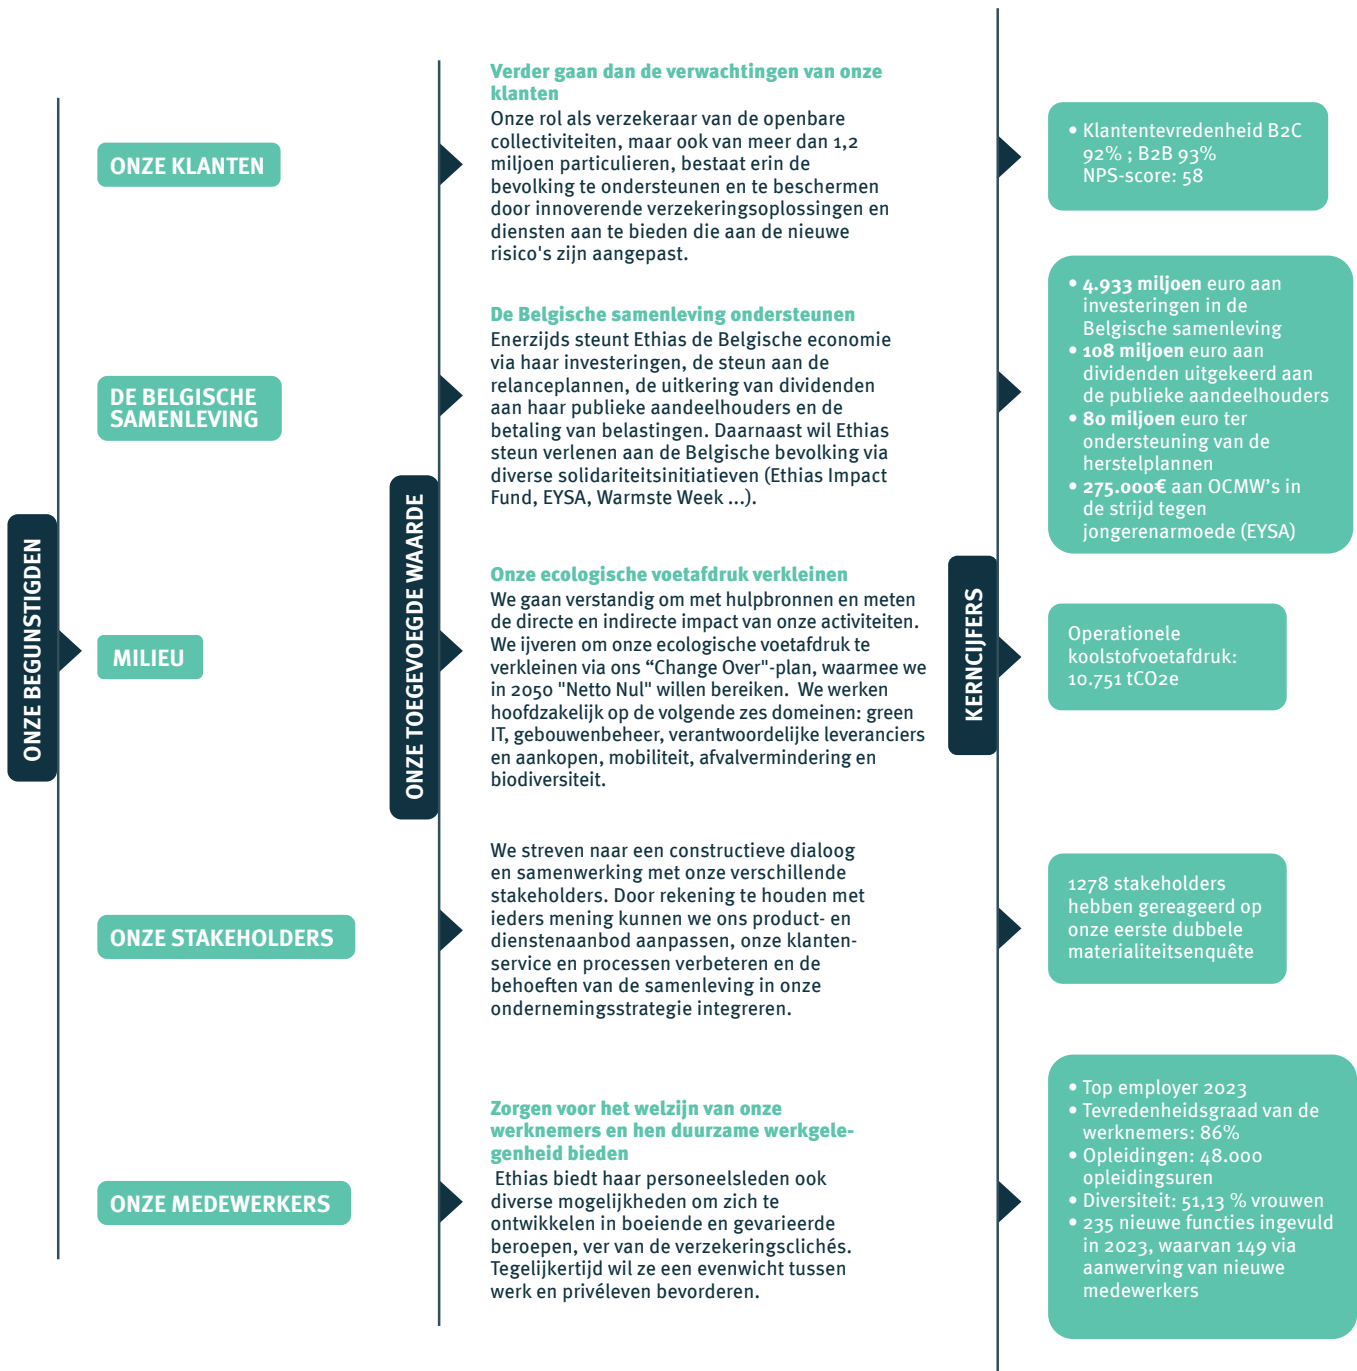 ONZE BEGUNSTIGDEN
ONZE KLANTEN
DE BELGISCHE
SAMENLEVING
MILIEU
ONZE STAKEHOLDERS
ONZE MEDEWERKERS
ONZE TOEGEVOEGDE WAARDE
Verder gaan dan de verwachtingen van onze
klanten
Onze rol als verzekeraar van de openbare
collectiviteiten, maar ook van meer dan 1,2
miljoen particulieren, bestaat erin de
bevolking te ondersteunen en te beschermen
door innoverende verzekeringsoplossingen en
diensten aan te bieden die aan de nieuwe
risico's zijn aangepast.
De Belgische samenleving ondersteunen
Enerzijds steunt Ethias de Belgische economie
via haar investeringen, de steun aan de
relanceplannen, de uitkering van dividenden
aan haar publieke aandeelhouders en de
betaling van belastingen. Daarnaast wil Ethias
steun verlenen aan de Belgische bevolking via
diverse solidariteitsinitiatieven (Ethias Impact
Fund, EYSA, Warmste Week ...).
Onze ecologische voetafdruk verkleinen
We gaan verstandig om met hulpbronnen en meten
de directe en indirecte impact van onze activiteiten.
We ijveren om onze ecologische voetafdruk te
verkleinen via ons “Change Over"-plan, waarmee we
in 2050 "Netto Nul" willen bereiken. We werken
hoofdzakelijk op de volgende zes domeinen: green
IT, gebouwenbeheer, verantwoordelijke leveranciers
en aankopen, mobiliteit, afvalvermindering en
biodiversiteit.
We streven naar een constructieve dialoog
en samenwerking met onze verschillende
stakeholders. Door rekening te houden met
ieders mening kunnen we ons product- en
dienstenaanbod aanpassen, onze klanten-
service en processen verbeteren en de
behoeften van de samenleving in onze
ondernemingsstrategie integreren.
Zorgen voor het welzijn van onze
werknemers en hen duurzame werkgele-
genheid bieden
Ethias biedt haar personeelsleden ook
diverse mogelijkheden om zich te
ontwikkelen in boeiende en gevarieerde
beroepen, ver van de verzekeringsclichés.
Tegelijkertijd wil ze een evenwicht tussen
werk en privéleven bevorderen.
KERNCIJFERS
• Klantentevredenheid B2C
92% ; B2B 93%
NPS-score: 58
• 4.933 miljoen euro aan
investeringen in de
Belgische samenleving
• 108 miljoen euro aan
dividenden uitgekeerd aan
de publieke aandeelhouders
• 80 miljoen euro ter
ondersteuning van de
herstelplannen
• 275.000€ aan OCMW’s in
de strijd tegen
jongerenarmoede (EYSA)
Operationele
koolstofvoetafdruk:
10.751 tCO2e
1278 stakeholders
hebben gereageerd op
onze eerste dubbele
materialiteitsenquête
• Top employer 2023
• Tevredenheidsgraad van de
werknemers: 86%
• Opleidingen: 48.000
opleidingsuren
• Diversiteit: 51,13 % vrouwen
• 235 nieuwe functies ingevuld
in 2023, waarvan 149 via
aanwerving van nieuwe
medewerkers